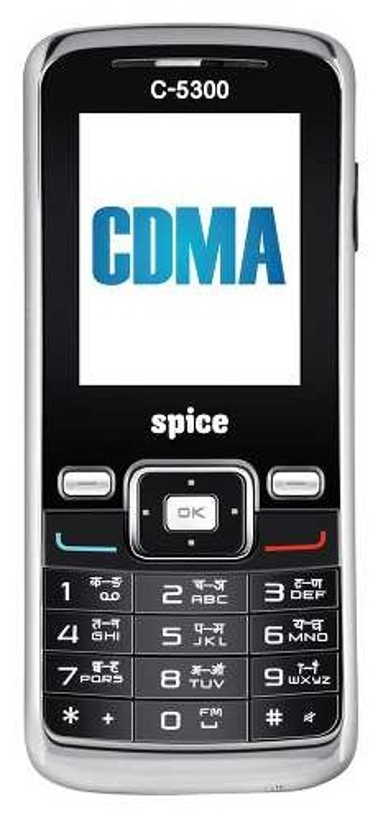 C-5300
CDMA
spice
OK
1 क-ङ
2 च-ञ ABC
3 ट-ण DEF
4 त-न GHI
5 प-म JKL
6 य-व MNO
7 PQRS
8 TUV
9 WXYZ
* +
0 FM
#